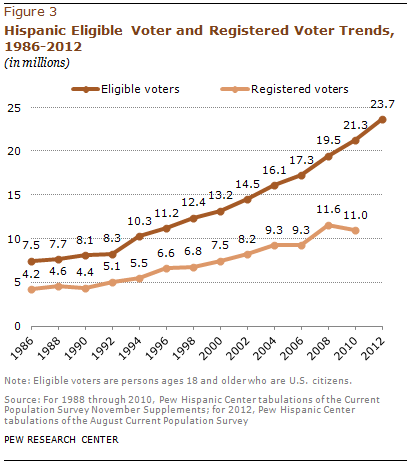 Figure 3
Hispanic Eligible Voter and Registered Voter Trends,
1986-2012
(in millions)
Eligible voters Registered voters
25
20
15
10
5
0
7.5 7.7 8.1 8.3 10.3 11.2 12.4 13.2 14.5 16.1 17.3 19.5 21.3 23.7
4.2 4.6 4.4 5.1 5.5 6.6 6.8 7.5 8.2 9.3 9.3 11.6 11.0
1986 1988 1990 1992 1994 1996 1998 2000 2002 2004 2006 2008 2010 2012
Note: Eligible voters are persons ages 18 and older who are U.S. citizens.
Source: For 1988 through 2010, Pew Hispanic Center tabulations of the Current
Population Survey November Supplements; for 2012, Pew Hispanic Center
tabulations of the August Current Population Survey
PEW RESEARCH CENTER